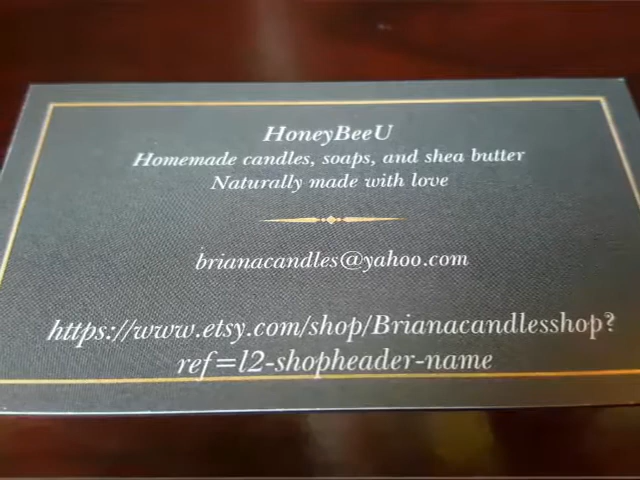 HoneyBeeU
Homemade candles, soaps, and shea butter
Naturally made with love
brianacandles@yahoo.com
https://www.etsy.com/shop/Brianacandlesshop?
ref=l2-shopheader-name